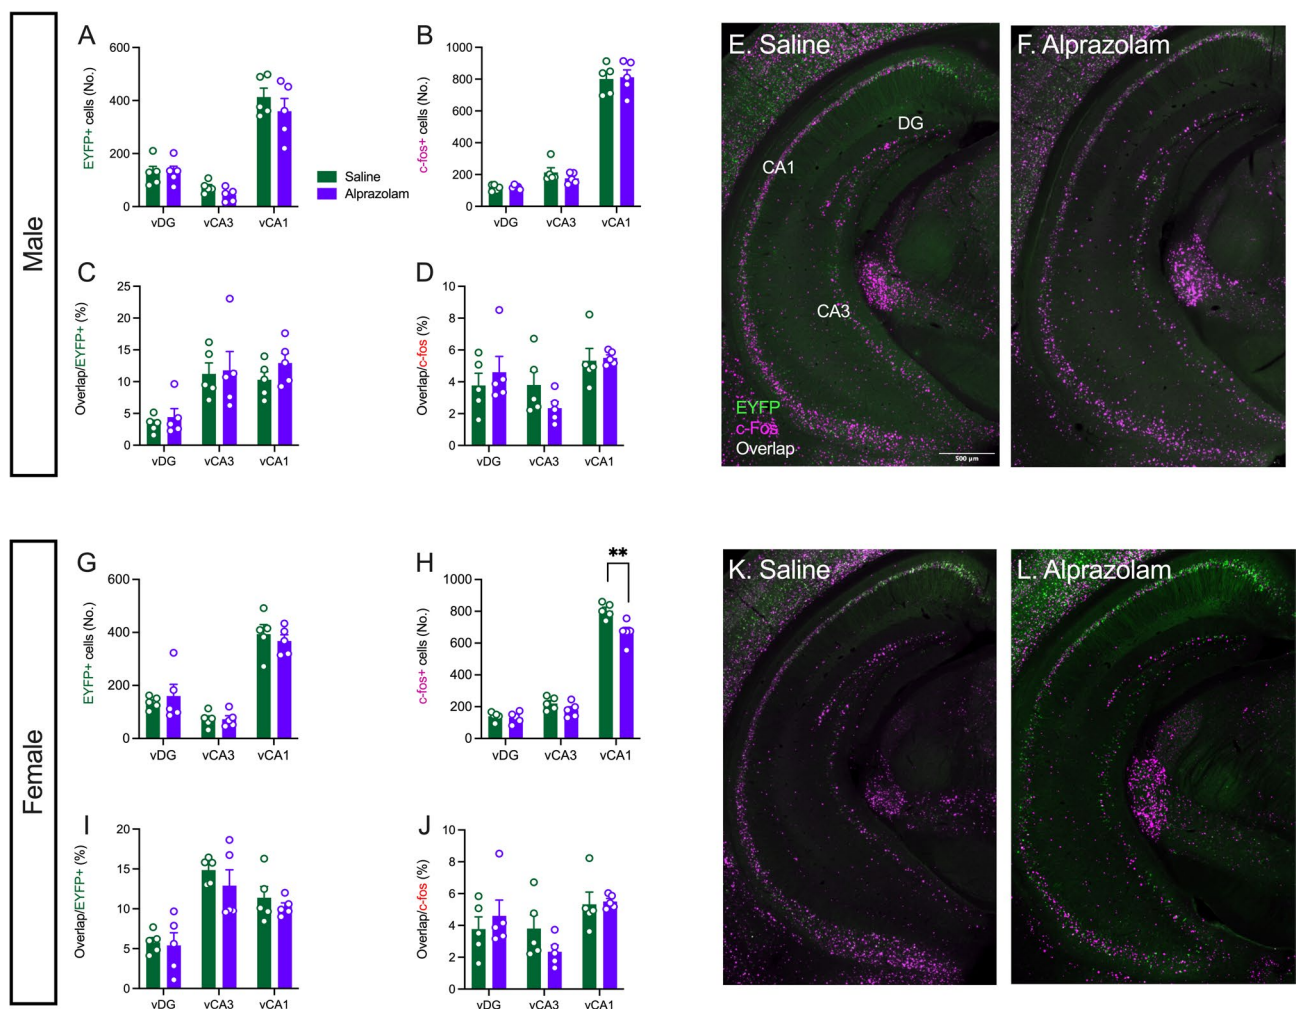 Male
A
EYFP+ cells (No.)
600
400
200
0
vDG vCA3 vCA1
Saline
Alprazolam
B
c-fos+ cells (No.)
1000
800
600
400
200
0
vDG vCA3 vCA1
C
Overlap/EYFP+ (%)
25
20
15
10
5
0
vDG vCA3 vCA1
D
Overlap/c-fos (%)
10
8
6
4
2
0
vDG vCA3 vCA1
E. Saline
DG
CA1
CA3
EYFP
c-Fos
Overlap
500 µm
F. Alprazolam
Female
G
EYFP+ cells (No.)
600
400
200
0
vDG vCA3 vCA1
H
c-fos+ cells (No.)
1000
800
600
400
200
0
**
vDG vCA3 vCA1
I
Overlap/EYFP+ (%)
20
15
10
5
0
vDG vCA3 vCA1
J
Overlap/c-fos (%)
10
8
6
4
2
0
vDG vCA3 vCA1
K. Saline
L. Alprazolam